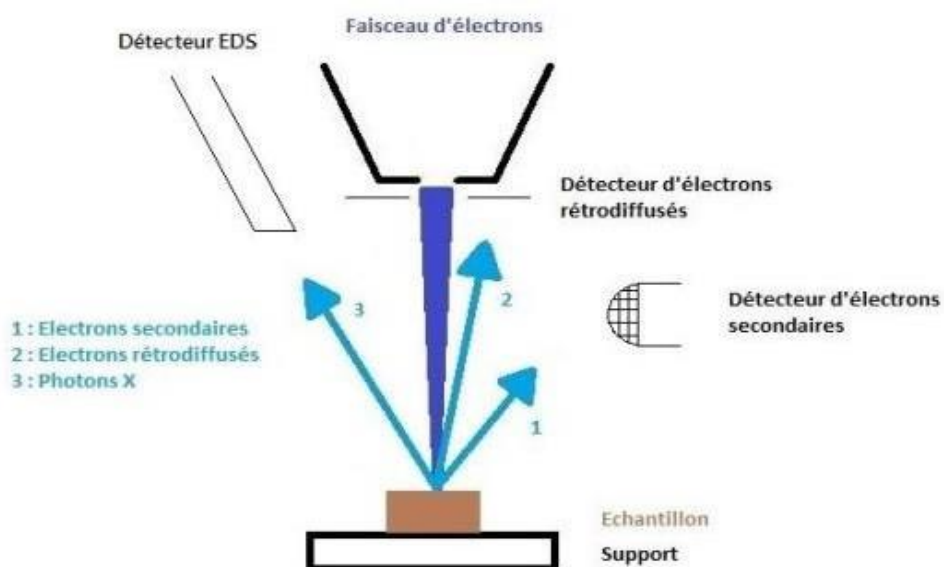 Faisceau d'électrons
Détecteur EDS
Détecteur d'électrons
rétrodiffusés
3
2
Détecteur d'électrons
secondaires
1 : Electrons secondaires
2 : Electrons rétrodiffusés
3 : Photons X
1
Echantillon
Support